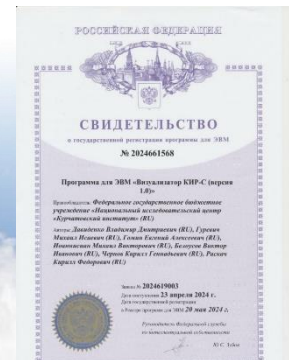 РОССИЙСКАЯ ФЕДЕРАЦИЯ
СВИДЕТЕЛЬСТВО
о государственной регистрации программы для ЭВМ
№ 2024661568
Программа для ЭВМ «Визуализатор КИР-С (версия
1.0)»
Правообладатель: Федеральное государственное бюджетное
учреждение «Национальный исследовательский центр
«Курчатовский институт» (RU)
Авторы: Давиденко Владимир Дмитриевич (RU), Гуревич
Михаил Исаевич (RU), Гомин Евгений Алексеевич (RU),
Иоаннисиан Михаил Викторович (RU), Белоусов Виктор
Иванович (RU), Чернов Кирилл Геннадьевич (RU),
Кирилл Федорович (RU)
Заявка № 2024619003
Дата поступления 23 апреля 2024 г.
Дата государственной регистрации
в Реестре программ для ЭВМ 20 мая 2024 г.
Руководитель Федеральной службы
по интеллектуальной собственности
Ю.С. Зубов